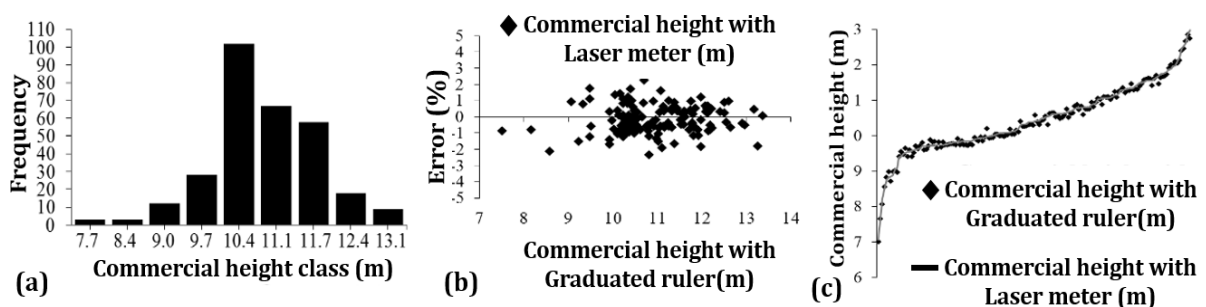 110
100
90
80
70
60
50
40
30
20
10
0
Frequency
7.7 8.4 9.0 9.7 10.4 11.1 11.7 12.4 13.1
Commercial height class (m)
(a)
Commercial height with
Laser meter (m)
5
4
3
2
1
0
-1
-2
-3
-4
-5
Error (%)
7 8 9 10 11 12 13 14
Commercial height with
Graduated ruler(m)
(b)
3
2
1
0
9
8
7
6
Commercial height (m)
Commercial height with
Graduated ruler(m)
Commercial height with
Laser meter (m)
(c)